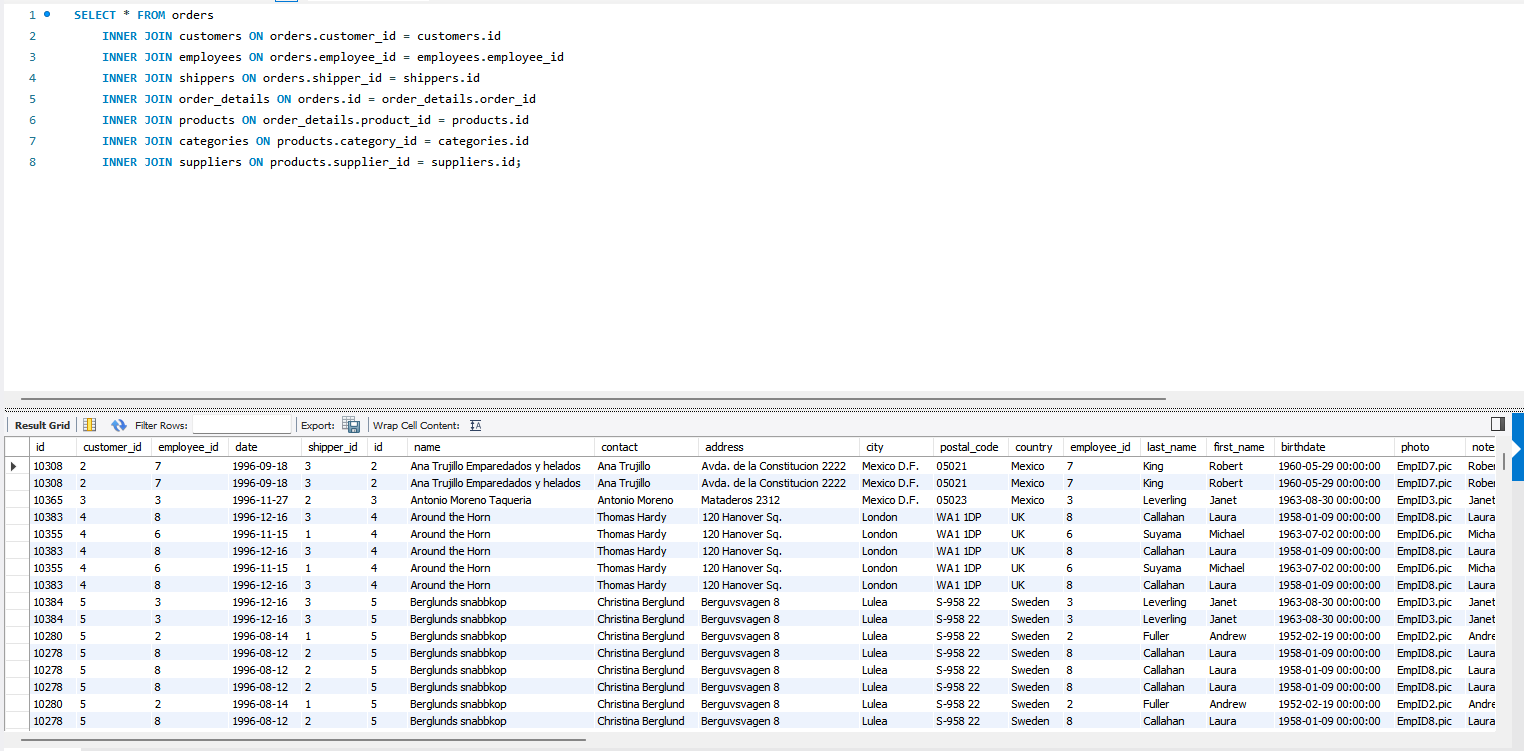 1 SELECT * FROM orders
2 INNER JOIN customers ON orders.customer_id = customers.id
3 INNER JOIN employees ON orders.employee_id = employees.employee_id
4 INNER JOIN shippers ON orders.shipper_id = shippers.id
5 INNER JOIN order_details ON orders.id = order_details.order_id
6 INNER JOIN products ON order_details.product_id = products.id
7 INNER JOIN categories ON products.category_id = categories.id
8 INNER JOIN suppliers ON products.supplier_id = suppliers.id;
Result Grid Filter Rows: Export: Wrap Cell Content:
id customer_id employee_id date shipper_id id name contact address city postal_code country employee_id last_name first_name birthdate photo note
10308 2 7 1996-09-18 3 2 Ana Trujillo Emparedados y helados Ana Trujillo Avda. de la Constitucion 2222 Mexico D.F. 05021 Mexico 7 King Robert 1960-05-29 00:00:00 EmpID7.pic Rober
10308 2 7 1996-09-18 3 2 Ana Trujillo Emparedados y helados Ana Trujillo Avda. de la Constitucion 2222 Mexico D.F. 05021 Mexico 7 King Robert 1960-05-29 00:00:00 EmpID7.pic Rober
10365 3 3 1996-11-27 2 3 Antonio Moreno Taqueria Antonio Moreno Mataderos 2312 Mexico D.F. 05023 Mexico 3 Leverling Janet 1963-08-30 00:00:00 EmpID3.pic Janet
10383 4 8 1996-12-16 3 4 Around the Horn Thomas Hardy 120 Hanover Sq. London WA1 1DP UK 8 Callahan Laura 1958-01-09 00:00:00 EmpID8.pic Laura
10355 4 6 1996-11-15 1 4 Around the Horn Thomas Hardy 120 Hanover Sq. London WA1 1DP UK 6 Suyama Michael 1963-07-02 00:00:00 EmpID6.pic Micha
10383 4 8 1996-12-16 3 4 Around the Horn Thomas Hardy 120 Hanover Sq. London WA1 1DP UK 8 Callahan Laura 1958-01-09 00:00:00 EmpID8.pic Laura
10355 4 6 1996-11-15 1 4 Around the Horn Thomas Hardy 120 Hanover Sq. London WA1 1DP UK 6 Suyama Michael 1963-07-02 00:00:00 EmpID6.pic Micha
10383 4 8 1996-12-16 3 4 Around the Horn Thomas Hardy 120 Hanover Sq. London WA1 1DP UK 8 Callahan Laura 1958-01-09 00:00:00 EmpID8.pic Laura
10384 5 3 1996-12-16 3 5 Berglunds snabbkop Christina Berglund Berguvsvagen 8 Lulea S-958 22 Sweden 3 Leverling Janet 1963-08-30 00:00:00 EmpID3.pic Janet
10384 5 3 1996-12-16 3 5 Berglunds snabbkop Christina Berglund Berguvsvagen 8 Lulea S-958 22 Sweden 3 Leverling Janet 1963-08-30 00:00:00 EmpID3.pic Janet
10280 5 2 1996-08-14 1 5 Berglunds snabbkop Christina Berglund Berguvsvagen 8 Lulea S-958 22 Sweden 2 Fuller Andrew 1952-02-19 00:00:00 EmpID2.pic Andre
10278 5 8 1996-08-12 2 5 Berglunds snabbkop Christina Berglund Berguvsvagen 8 Lulea S-958 22 Sweden 8 Callahan Laura 1958-01-09 00:00:00 EmpID8.pic Laura
10278 5 8 1996-08-12 2 5 Berglunds snabbkop Christina Berglund Berguvsvagen 8 Lulea S-958 22 Sweden 8 Callahan Laura 1958-01-09 00:00:00 EmpID8.pic Laura
10278 5 8 1996-08-12 2 5 Berglunds snabbkop Christina Berglund Berguvsvagen 8 Lulea S-958 22 Sweden 8 Callahan Laura 1958-01-09 00:00:00 EmpID8.pic Laura
10280 5 2 1996-08-14 1 5 Berglunds snabbkop Christina Berglund Berguvsvagen 8 Lulea S-958 22 Sweden 2 Fuller Andrew 1952-02-19 00:00:00 EmpID2.pic Andre
10278 5 8 1996-08-12 2 5 Berglunds snabbkop Christina Berglund Berguvsvagen 8 Lulea S-958 22 Sweden 8 Callahan Laura 1958-01-09 00:00:00 EmpID8.pic Laura